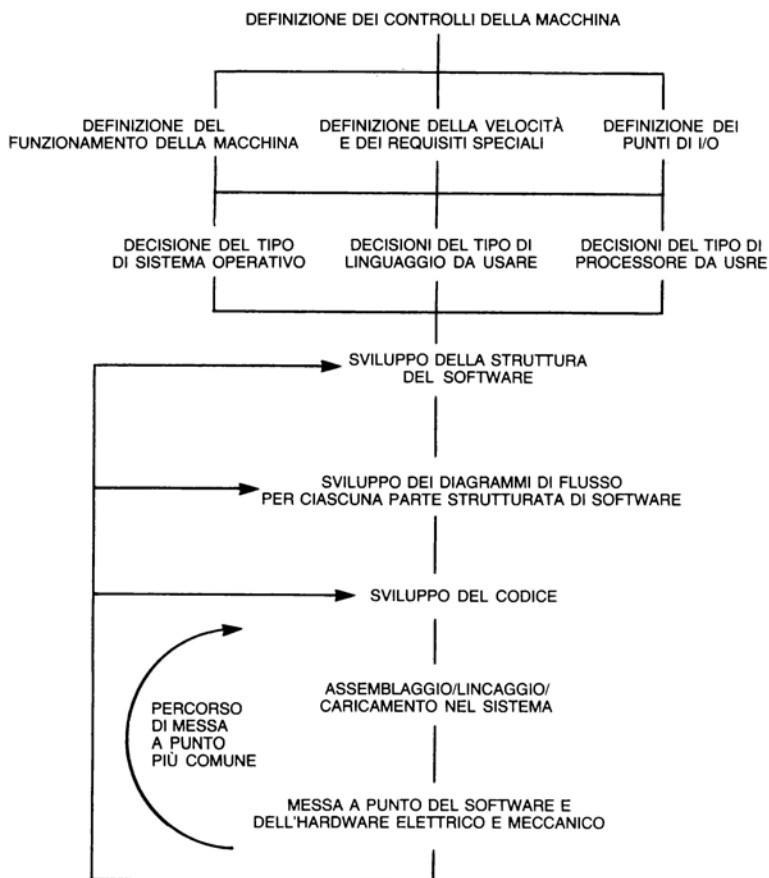 DEFINIZIONE DEI CONTROLLI DELLA MACCHINA
DEFINIZIONE DEL
FUNZIONAMENTO DELLA MACCHINA
DEFINIZIONE DELLA VELOCITÀ
E DEI REQUISITI SPECIALI
DEFINIZIONE DEI
PUNTI DI I/O
DECISIONE DEL TIPO
DI SISTEMA OPERATIVO
DECISIONI DEL TIPO DI
LINGUAGGIO DA USARE
DECISIONI DEL TIPO DI
PROCESSORE DA USRE
SVILUPPO DELLA STRUTTURA
DEL SOFTWARE
SVILUPPO DEI DIAGRAMMI DI FLUSSO
PER CIASCUNA PARTE STRUTTURATA DI SOFTWARE
SVILUPPO DEL CODICE
ASSEMBLAGGIO/LINCAGGIO/
CARICAMENTO NEL SISTEMA
PERCORSO
DI MESSA
A PUNTO
PIÙ COMUNE
MESSA A PUNTO DEL SOFTWARE E
DELL'HARDWARE ELETTRICO E MECCANICO